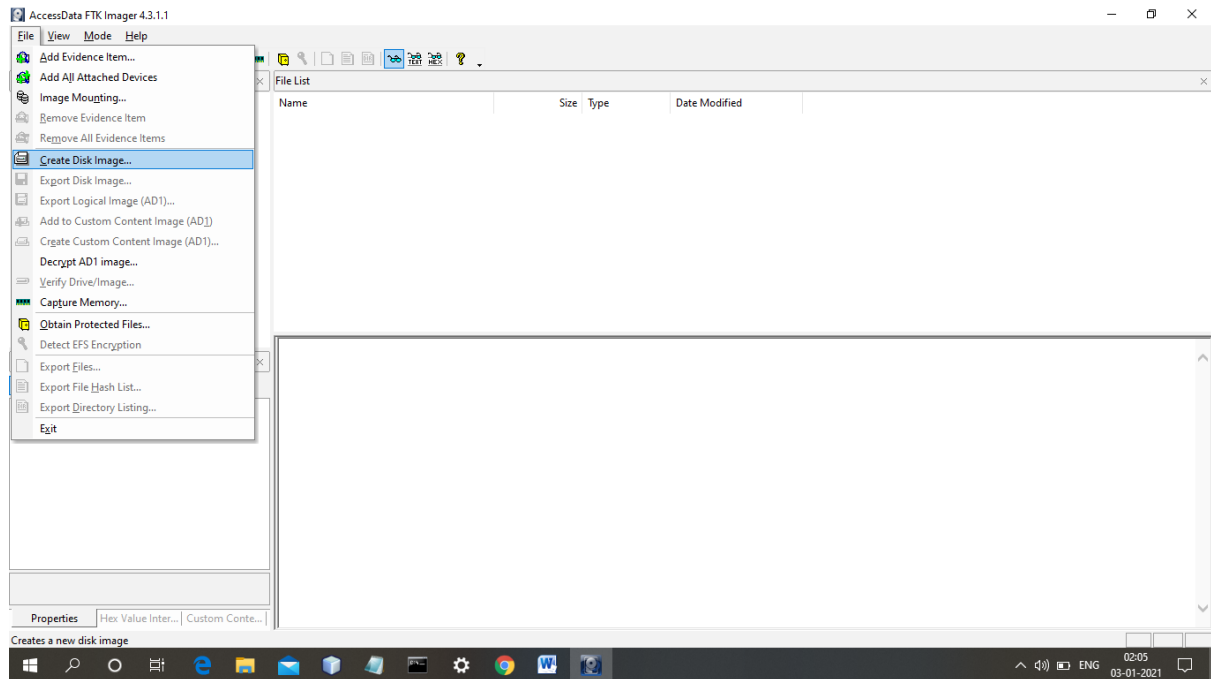 AccessData FTK Imager 4.3.1.1
File View Mode Help
Add Evidence Item...
Add All Attached Devices
Image Mounting...
Remove Evidence Item
Remove All Evidence Items
Create Disk Image...
Export Disk Image...
Export Logical Image (AD1)...
Add to Custom Content Image (AD1)
Create Custom Content Image (AD1)...
Decrypt AD1 image...
Verify Drive/Image...
Capture Memory...
Obtain Protected Files...
Detect EFS Encryption
Export Files...
Export File Hash List...
Export Directory Listing...
Exit
TEXT HEX ?
File List
Name Size Type Date Modified
Properties Hex Value Inter... Custom Conte...
Creates a new disk image
W
ENG
02:05
03-01-2021